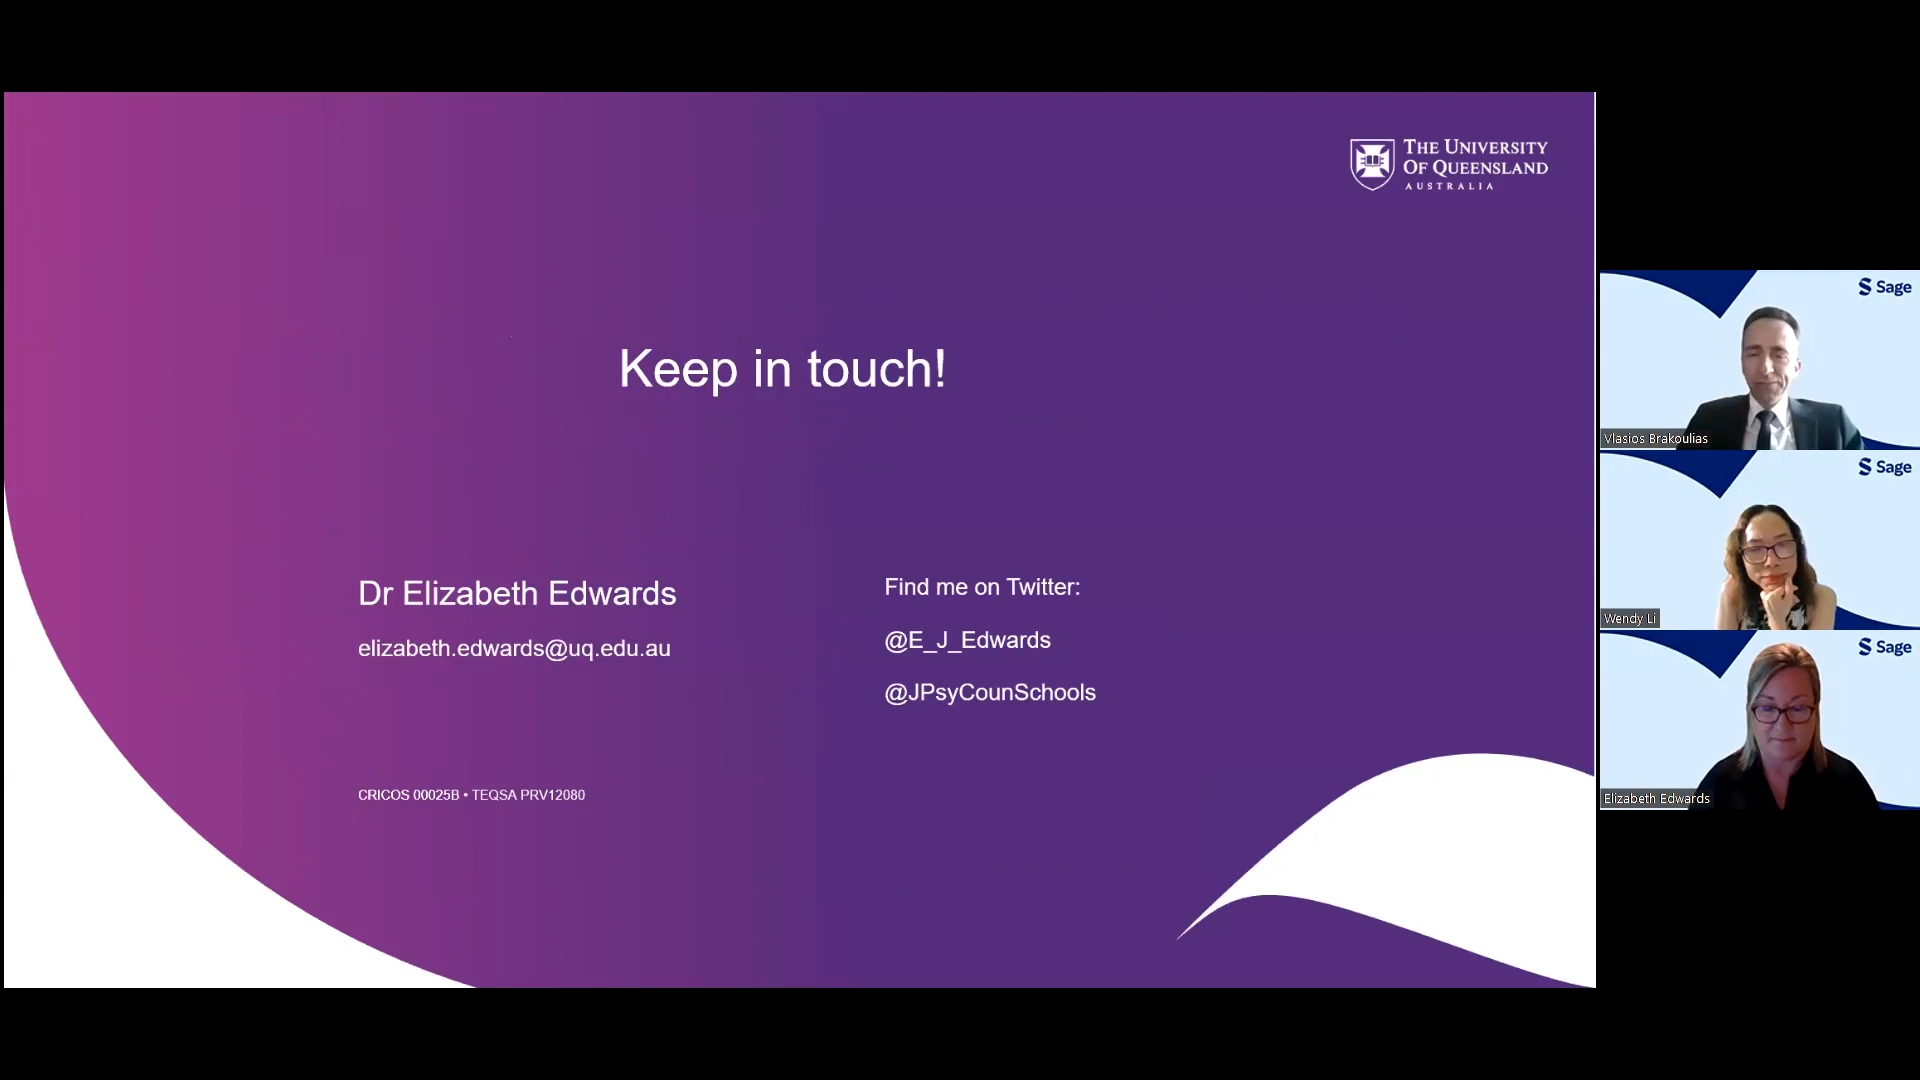 THE UNIVERSITY
OF QUEENSLAND
AUSTRALIA
Keep in touch!
Dr Elizabeth Edwards
elizabeth.edwards@uq.edu.au
Find me on Twitter:
@E_J_Edwards
@JPsyCounSchools
CRICOS 00025B • TEQSA PRV12080
Sage
Vlasios Brakoulias
Sage
Wendy Li
Sage
Elizabeth Edwards